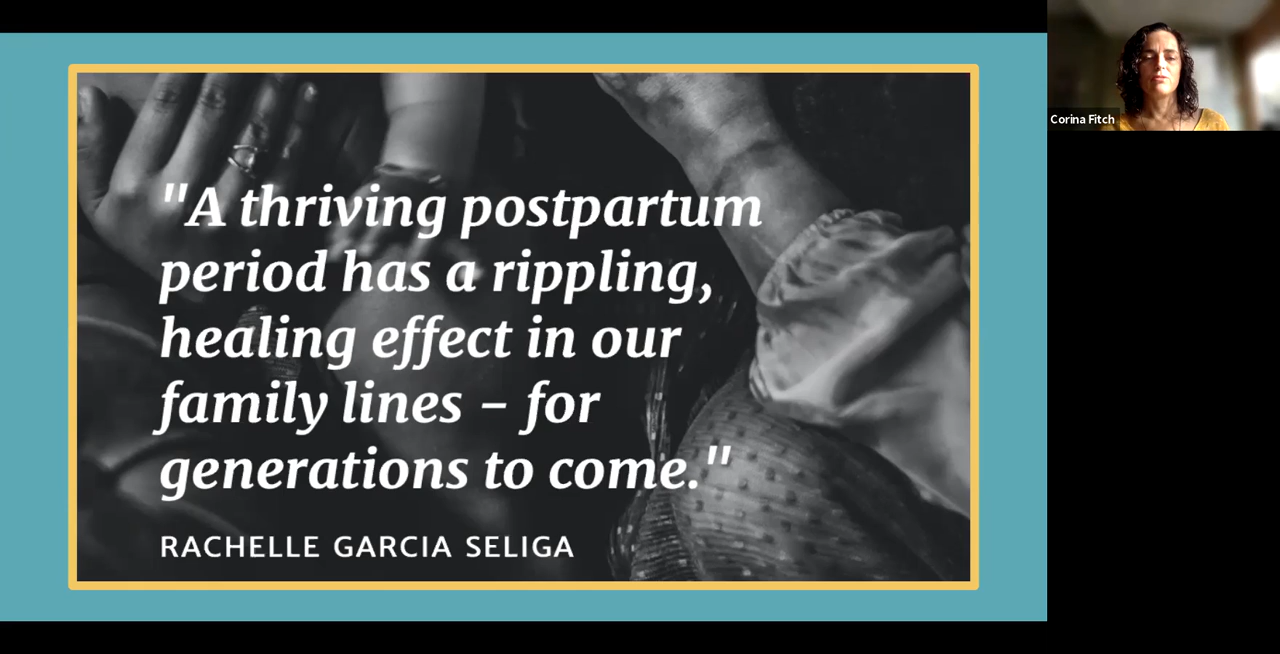 "A thriving postpartum
period has a rippling,
healing effect in our
family lines – for
generations to come."
RACHELLE GARCIA SELIGA
Corina Fitch